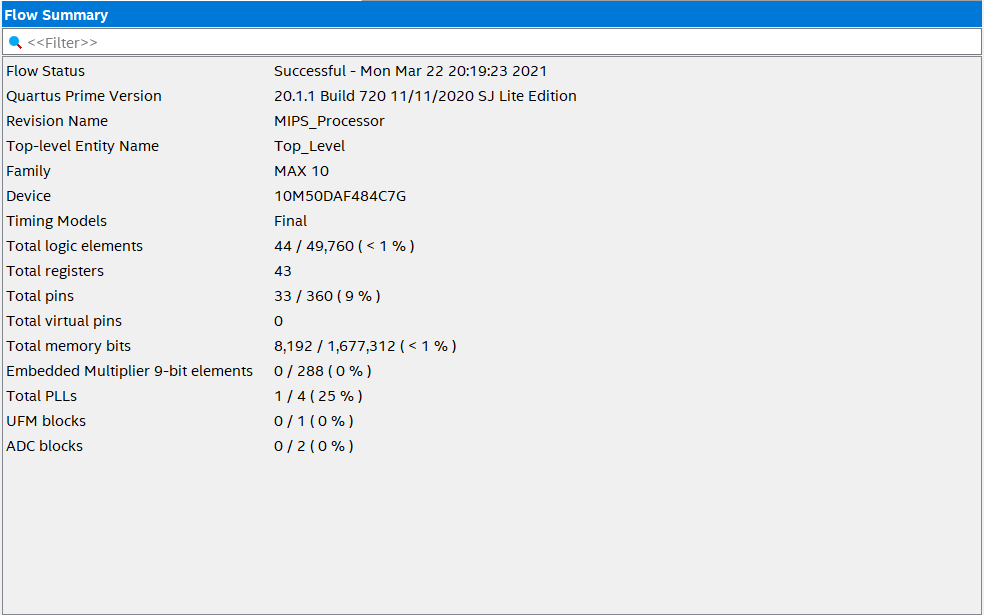 Flow Summary
<<Filter>>
Flow Status Successful - Mon Mar 22 20:19:23 2021
Quartus Prime Version 20.1.1 Build 720 11/11/2020 SJ Lite Edition
Revision Name MIPS_Processor
Top-level Entity Name Top_Level
Family MAX 10
Device 10M50DAF484C7G
Timing Models Final
Total logic elements 44 / 49,760 ( < 1 % )
Total registers 43
Total pins 33 / 360 ( 9 % )
Total virtual pins 0
Total memory bits 8,192 / 1,677,312 ( < 1 % )
Embedded Multiplier 9-bit elements 0 / 288 ( 0 % )
Total PLLs 1 / 4 ( 25 % )
UFM blocks 0 / 1 ( 0 % )
ADC blocks 0 / 2 ( 0 % )